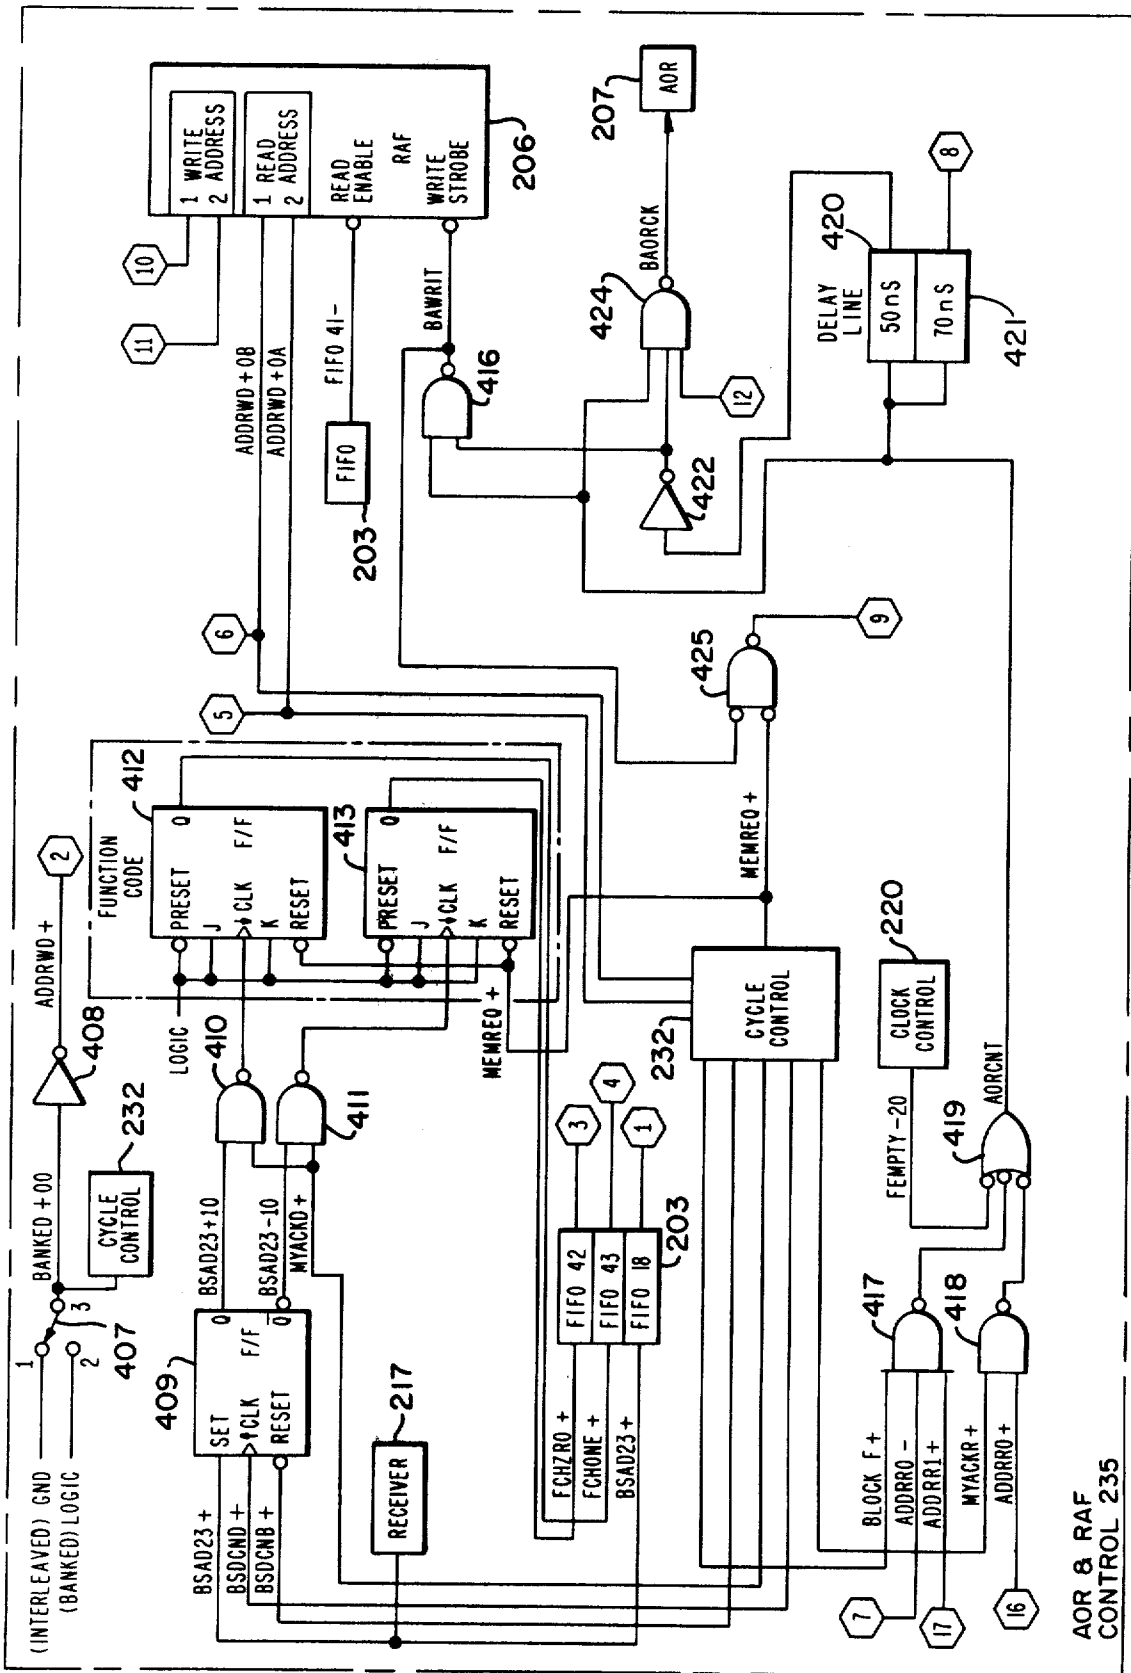 (INTERLEAVED) GND
(BANKED) LOGIC
1
2
3
407
BANKED+00
CYCLE
CONTROL
232
408
ADDRWD+
2
BSAD23+
BSDCND+
BSDCNB+
409
SET
CLK
RESET
Q
F/F
Q
BSAD23+10
BSAD23-10
MYACKD+
410
411
LOGIC
MEMREQ+
FUNCTION
CODE
412
PRESET
J
CLK
K
RESET
Q
F/F
413
PRESET
J
CLK
K
RESET
Q
F/F
RECEIVER
217
FCHZRO+
FCHONE+
BSAD23+
FIFO 42
FIFO 43
FIFO 18
203
3
4
1
5
6
ADDRWD+0B
ADDRWD+0A
11
10
1 WRITE
2 ADDRESS
1 READ
2 ADDRESS
READ
ENABLE
RAF
WRITE
STROBE
206
FIFO
203
FIFO 41-
BAWRIT
416
422
424
12
BAORCK
AOR
207
232
CYCLE
CONTROL
MEMREQ+
425
9
DELAY
LINE
420
50nS
70nS
421
8
CLOCK
CONTROL
220
FEMPTY-20
AORCNT
419
417
418
BLOCK F+
ADDRR0-
ADDRR1+
MYACKR+
ADDRR0+
7
17
16
AOR & RAF
CONTROL 235